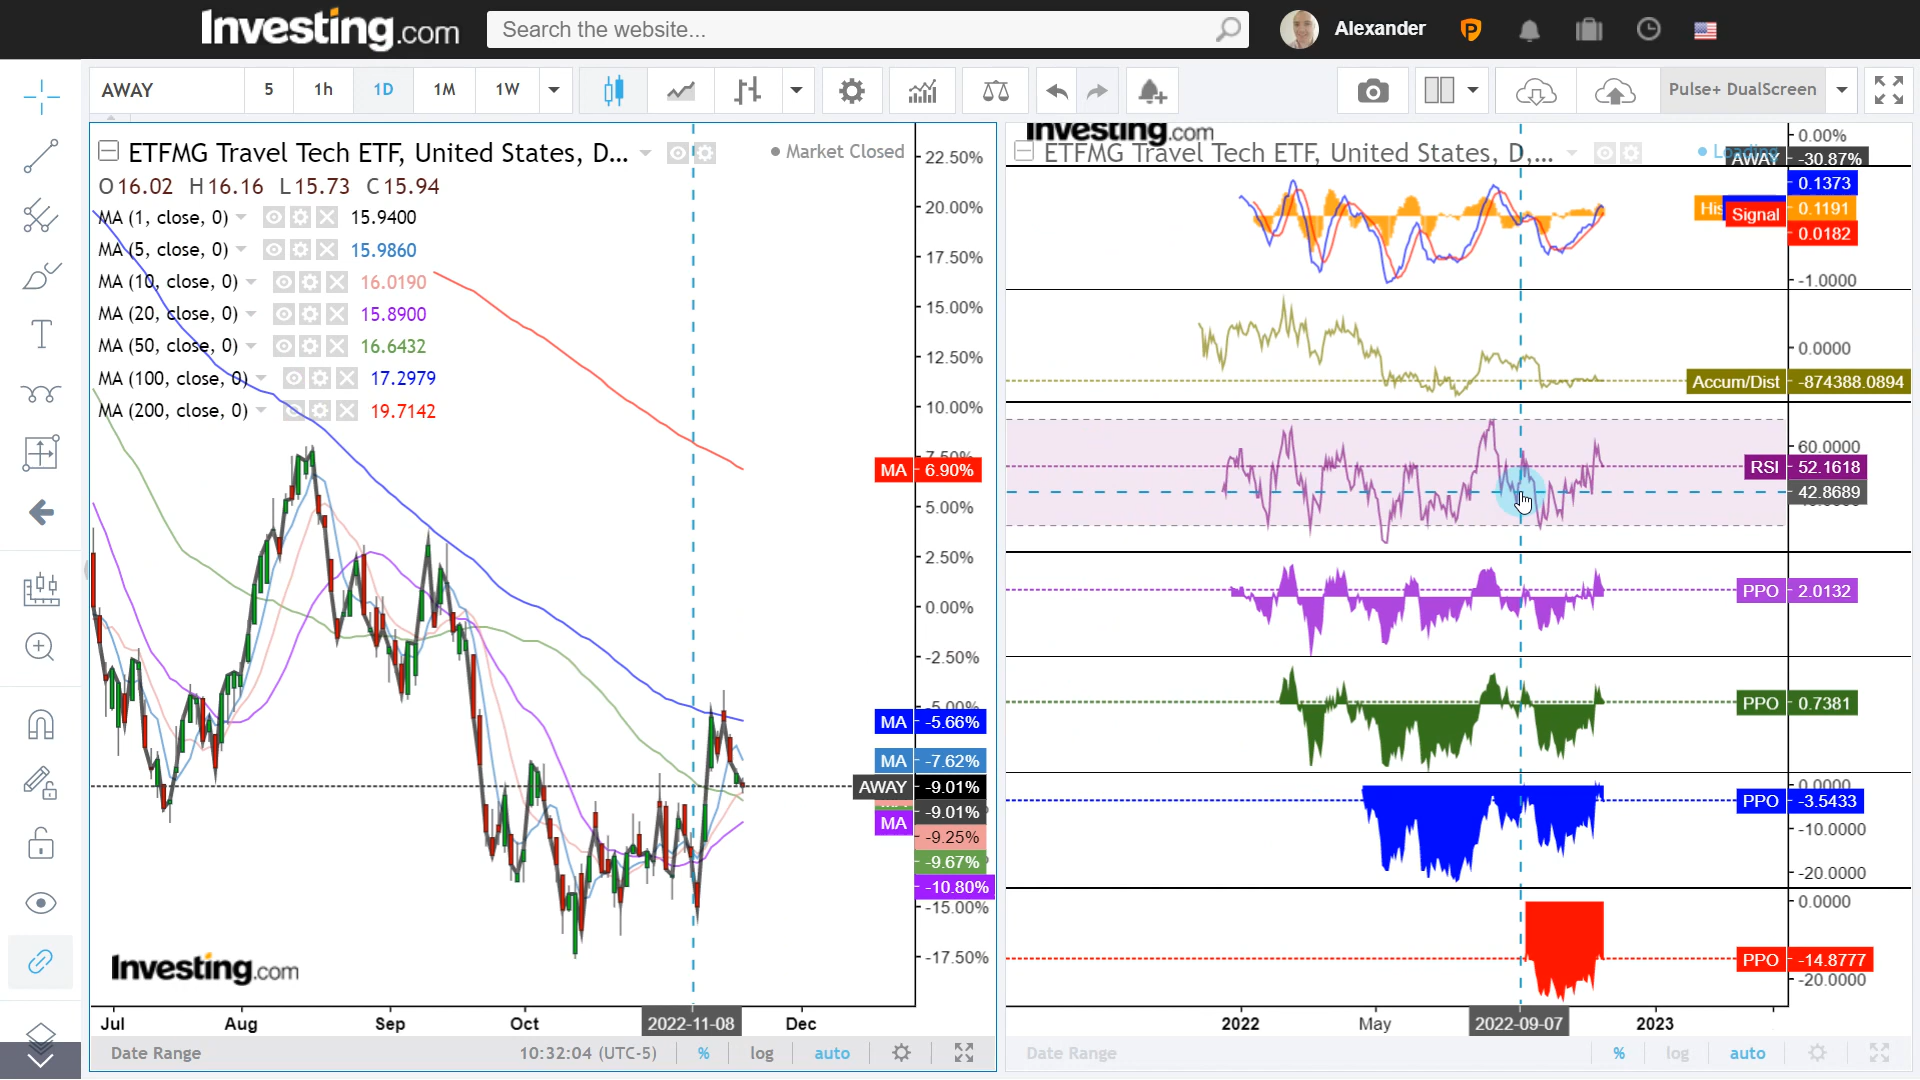 Investing.com
Search the website...
Alexander
AWAY
5
1h
1D
1M
1W
Pulse+ DualScreen
ETFMG Travel Tech ETF, United States, D...
Market Closed
O16.02 H16.16 L15.73 C15.94
MA (1, close, 0) 15.9400
MA (5, close, 0) 15.9860
MA (10, close, 0) 16.0190
MA (20, close, 0) 15.8900
MA (50, close, 0) 16.6432
MA (100, close, 0) 17.2979
MA (200, close, 0) 19.7142
22.50%
20.00%
17.50%
15.00%
12.50%
10.00%
7.50%
MA 6.90%
5.00%
2.50%
0.00%
-2.50%
-5.00%
MA -5.66%
MA -7.62%
AWAY -9.01%
-9.01%
MA
-9.25%
-9.67%
-10.80%
-15.00%
-17.50%
Investing.com
Jul
Aug
Sep
Oct
2022-11-08
Dec
Date Range
10:32:04 (UTC-5)
%
log
auto
Investing.com
ETFMG Travel Tech ETF, United States, D,...
0.00%
AWAY -30.87%
0.1373
His 0.1191
Signal
0.0182
-1.0000
0.0000
Accum/Dist -874388.0894
60.0000
RSI 52.1618
42.8689
PPO 2.0132
PPO 0.7381
0.0000
PPO -3.5433
-10.0000
-20.0000
0.0000
PPO -14.8777
-20.0000
2022
May
2022-09-07
2023
Date Range
%
log
auto